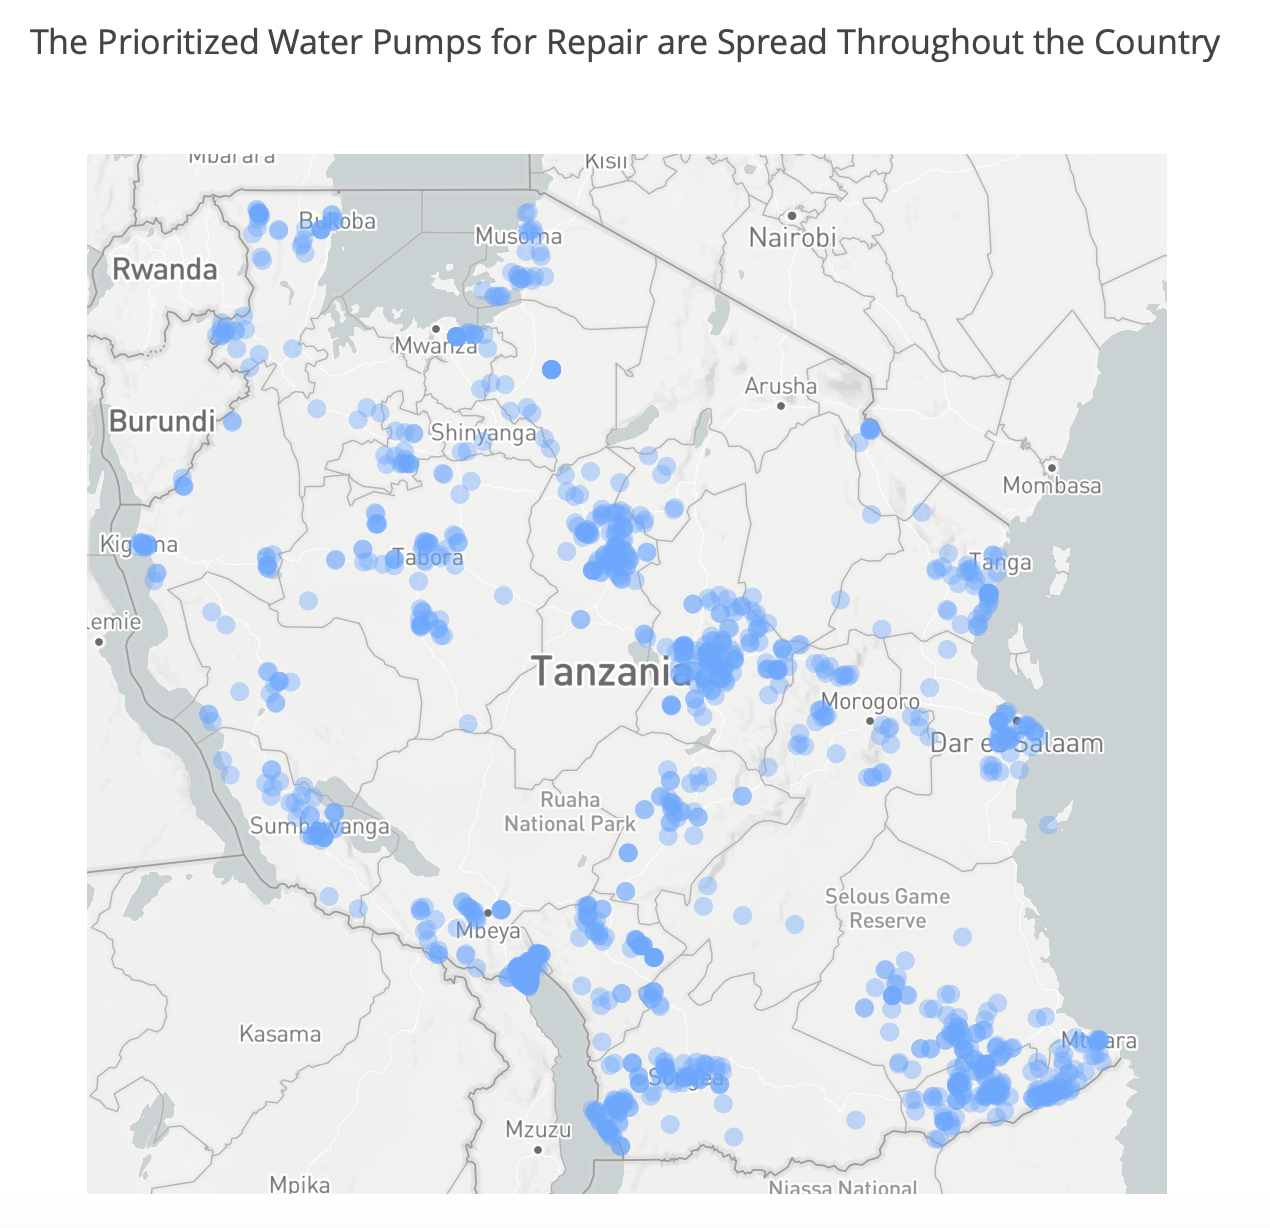 The Prioritized Water Pumps for Repair are Spread Throughout the Country
Mbarara
Kisii
Bukoba
Musoma
Nairobi
Rwanda
Mwanza
Arusha
Burundi
Shinyanga
Mombasa
Kigoma
Tabora
Tanga
lemie
Tanzania
Morogoro
Dar es Salaam
Ruaha
National Park
Sumbawanga
Selous Game
Reserve
Mbeya
Kasama
Mtwara
Songea
Mzuzu
Mpika
Niassa National